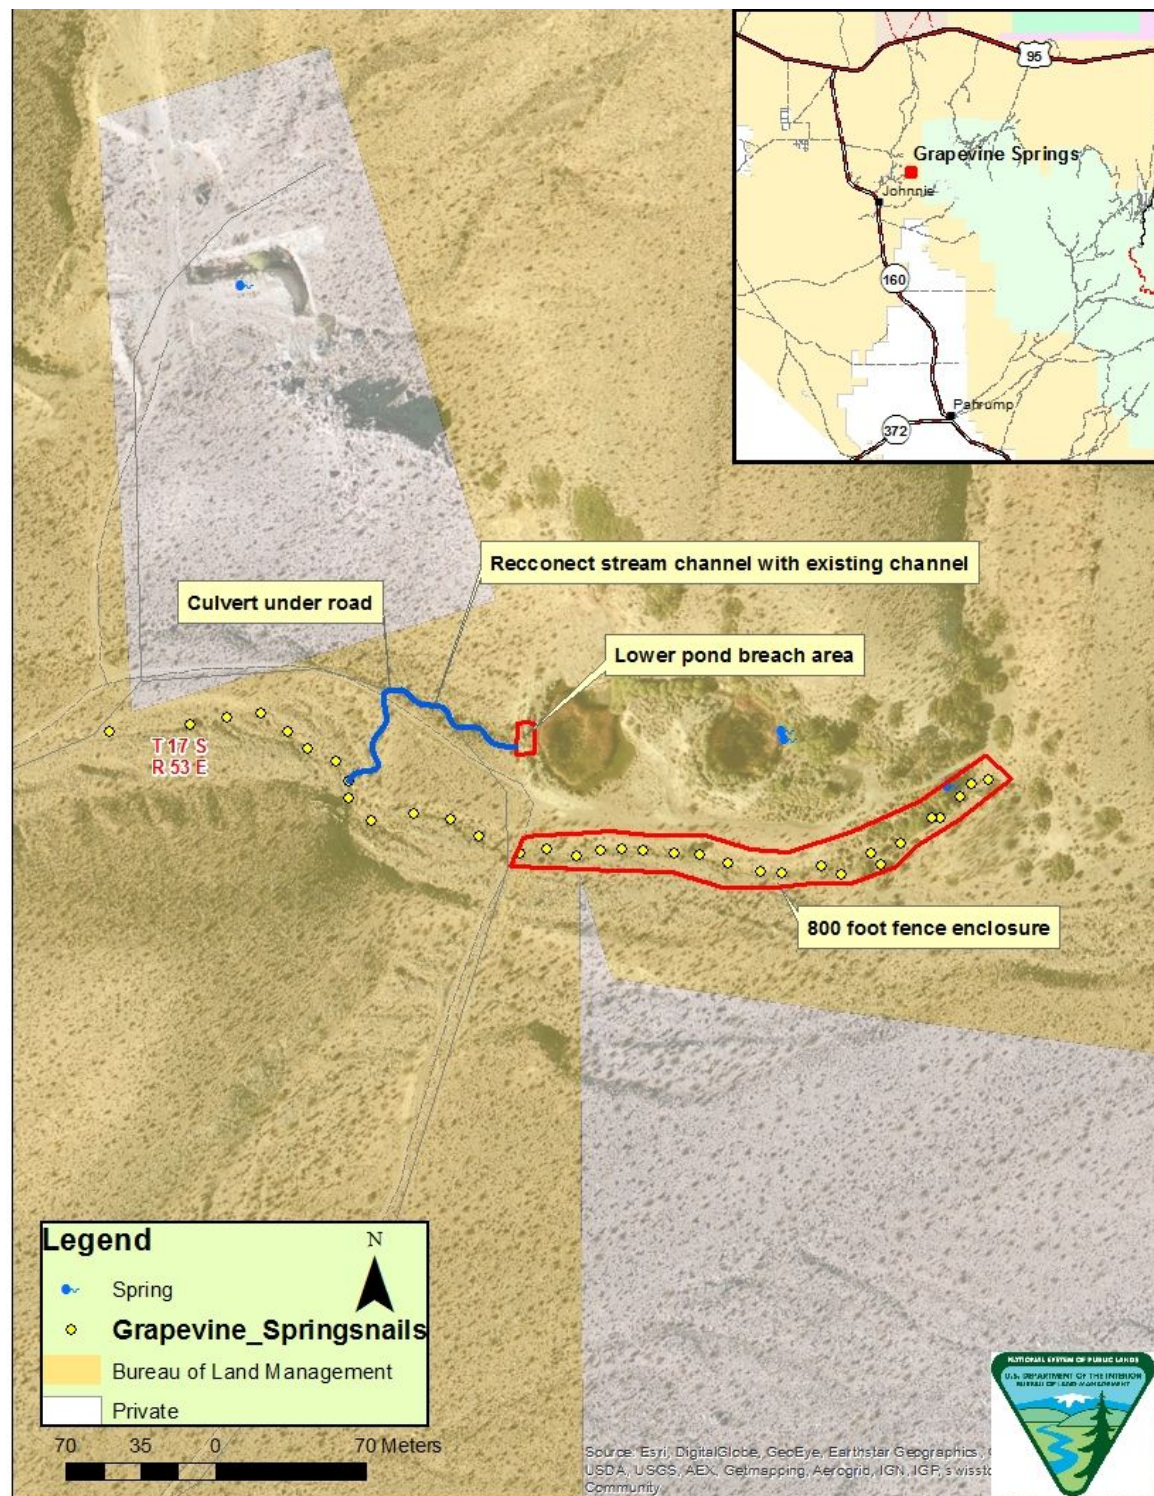 95
Grapevine Springs
Johnnie
160
Pahrump
372
Recconect stream channel with existing channel
Culvert under road
Lower pond breach area
T 17 S
R 53 E
800 foot fence enclosure
Legend
N
Spring
Grapevine_Springsnails
Bureau of Land Management
Private
70 35 0 70 Meters
Source: Esri, DigitalGlobe, GeoEye, Earthstar Geographics,
USDA, USGS, AEX, Getmapping, Aerogrid, IGN, IGP, swissto
Community
NATIONAL SYSTEM OF PUBLIC LANDS
U.S. DEPARTMENT OF THE INTERIOR
BUREAU OF LAND MANAGEMENT